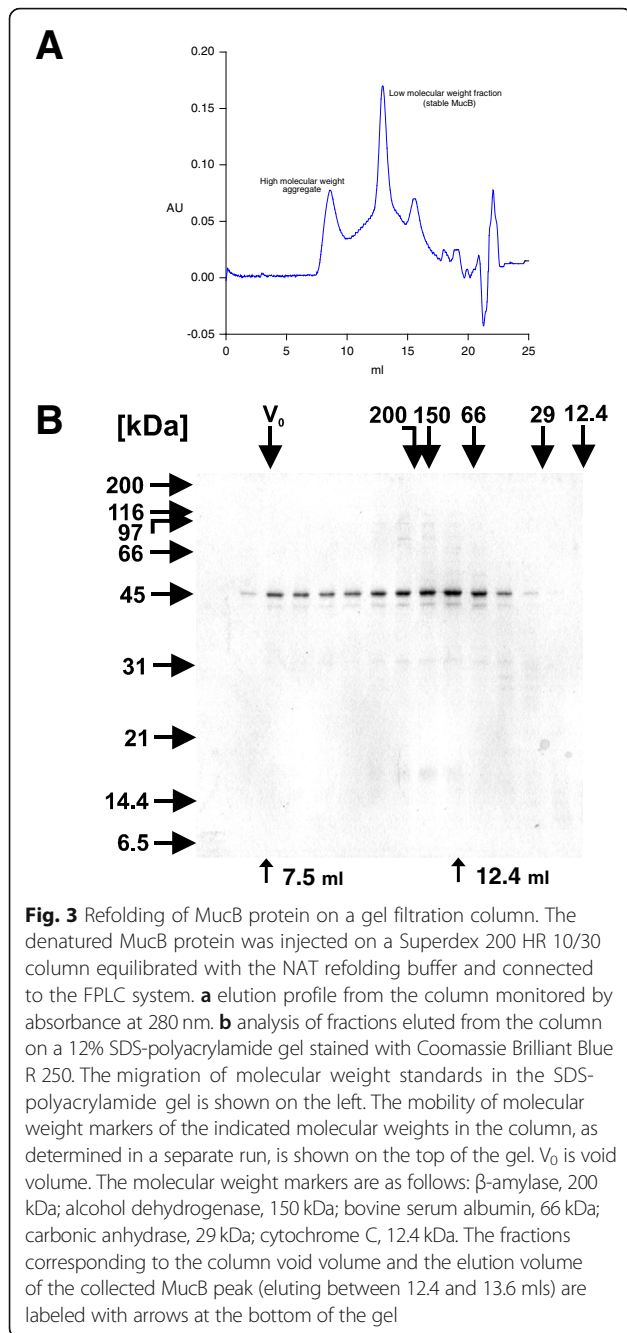 A
0.20
Low molecular weight fraction
(stable MucB)
0.15
0.10
High molecular weight
aggregate
AU
0.05
0.00
-0.05
0 5 10 15 20 25
ml
B
[kDa]
V0
200 150 66 29 12.4
200
116
97
66
45
31
21
14.4
6.5
7.5 ml
12.4 ml
Fig. 3 Refolding of MucB protein on a gel filtration column. The
denatured MucB protein was injected on a Superdex 200 HR 10/30
column equilibrated with the NAT refolding buffer and connected
to the FPLC system. a elution profile from the column monitored by
absorbance at 280 nm. b analysis of fractions eluted from the column
on a 12% SDS-polyacrylamide gel stained with Coomassie Brilliant Blue
R 250. The migration of molecular weight standards in the SDS-
polyacrylamide gel is shown on the left. The mobility of molecular
weight markers of the indicated molecular weights in the column, as
determined in a separate run, is shown on the top of the gel. V0 is void
volume. The molecular weight markers are as follows: β-amylase, 200
kDa; alcohol dehydrogenase, 150 kDa; bovine serum albumin, 66 kDa;
carbonic anhydrase, 29 kDa; cytochrome C, 12.4 kDa. The fractions
corresponding to the column void volume and the elution volume
of the collected MucB peak (eluting between 12.4 and 13.6 mls) are
labeled with arrows at the bottom of the gel